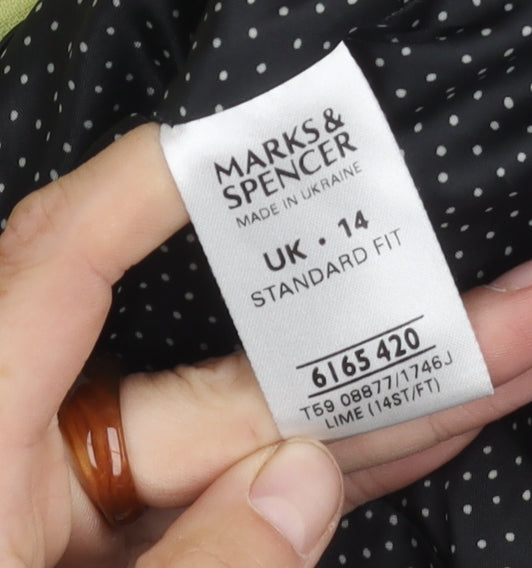 MARKS &
SPENCER
MADE IN UKRAINE
UK • 14
STANDARD FIT
6165 420
T59 08877/1746J
LIME (14ST/FT)